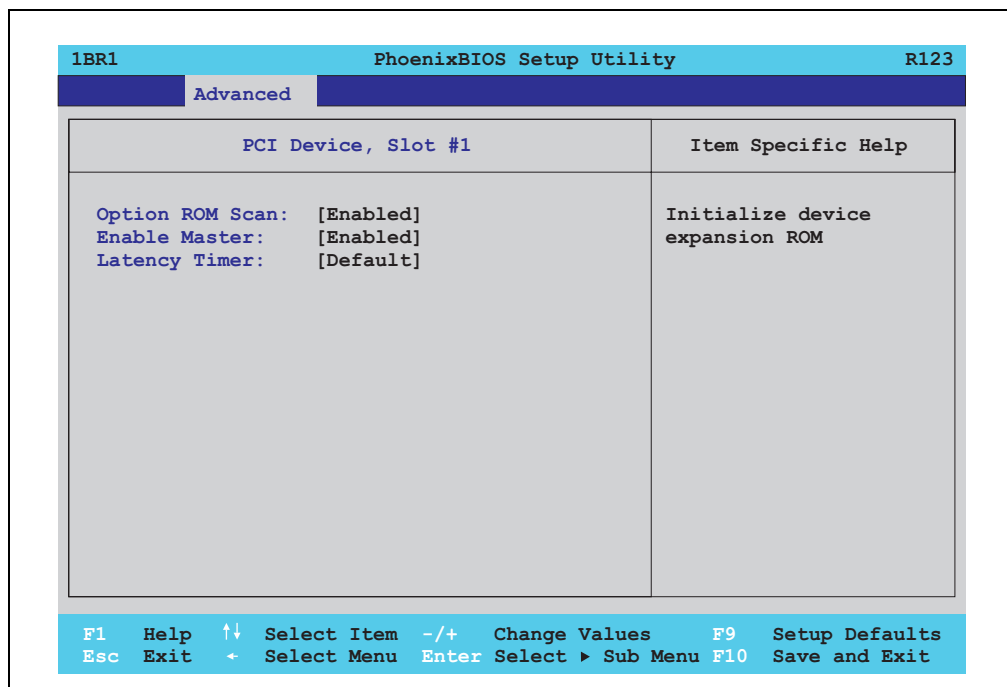 1BR1 PhoenixBIOS Setup Utility R123
Advanced
PCI Device, Slot #1
Item Specific Help
Option ROM Scan: [Enabled]
Enable Master: [Enabled]
Latency Timer: [Default]
Initialize device
expansion ROM
F1 Help ↑↓ Select Item -/+ Change Values F9 Setup Defaults
Esc Exit ← Select Menu Enter Select ▶ Sub Menu F10 Save and Exit